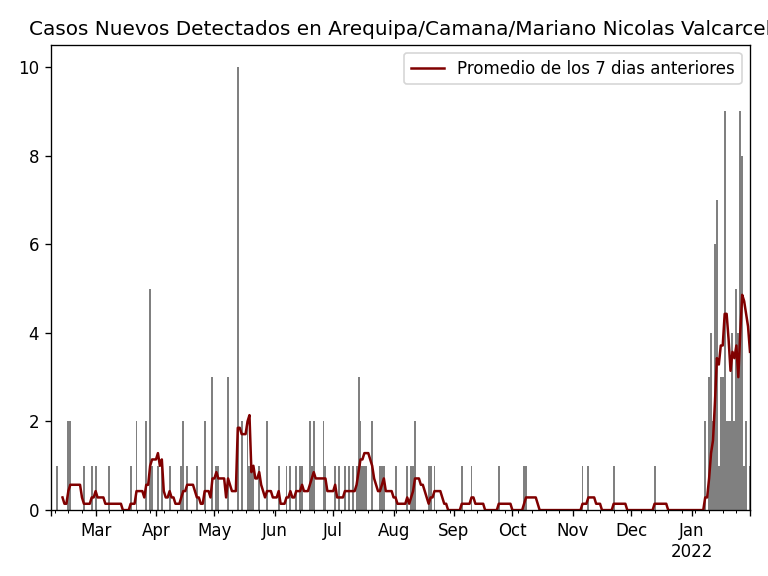 Casos Nuevos Detectados en Arequipa/Camana/Mariano Nicolas Valcarcel
Promedio de los 7 dias anteriores
10
8
6
4
2
0
Mar Apr May Jun Jul Aug Sep Oct Nov Dec Jan
2022